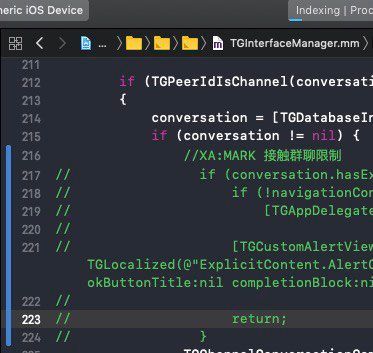 eric iOS Device
Indexing | Proc
TGInterfaceManager.mm
211
212 if (TGPeerIdIsChannel(conversati
213 {
214 conversation = [TGDatabaseIn
215 if (conversation != nil) {
216 //XA:MARK 接触群聊限制
217 // if (conversation.hasEx
218 // if (!navigationCon
219 // [TGAppDelegate
220 //
221 // [TGCustomAlertView
TGLocalized(@"ExplicitContent.AlertC
okButtonTitle:nil completionBlock:ni
222 //
223 // return;
224 // }